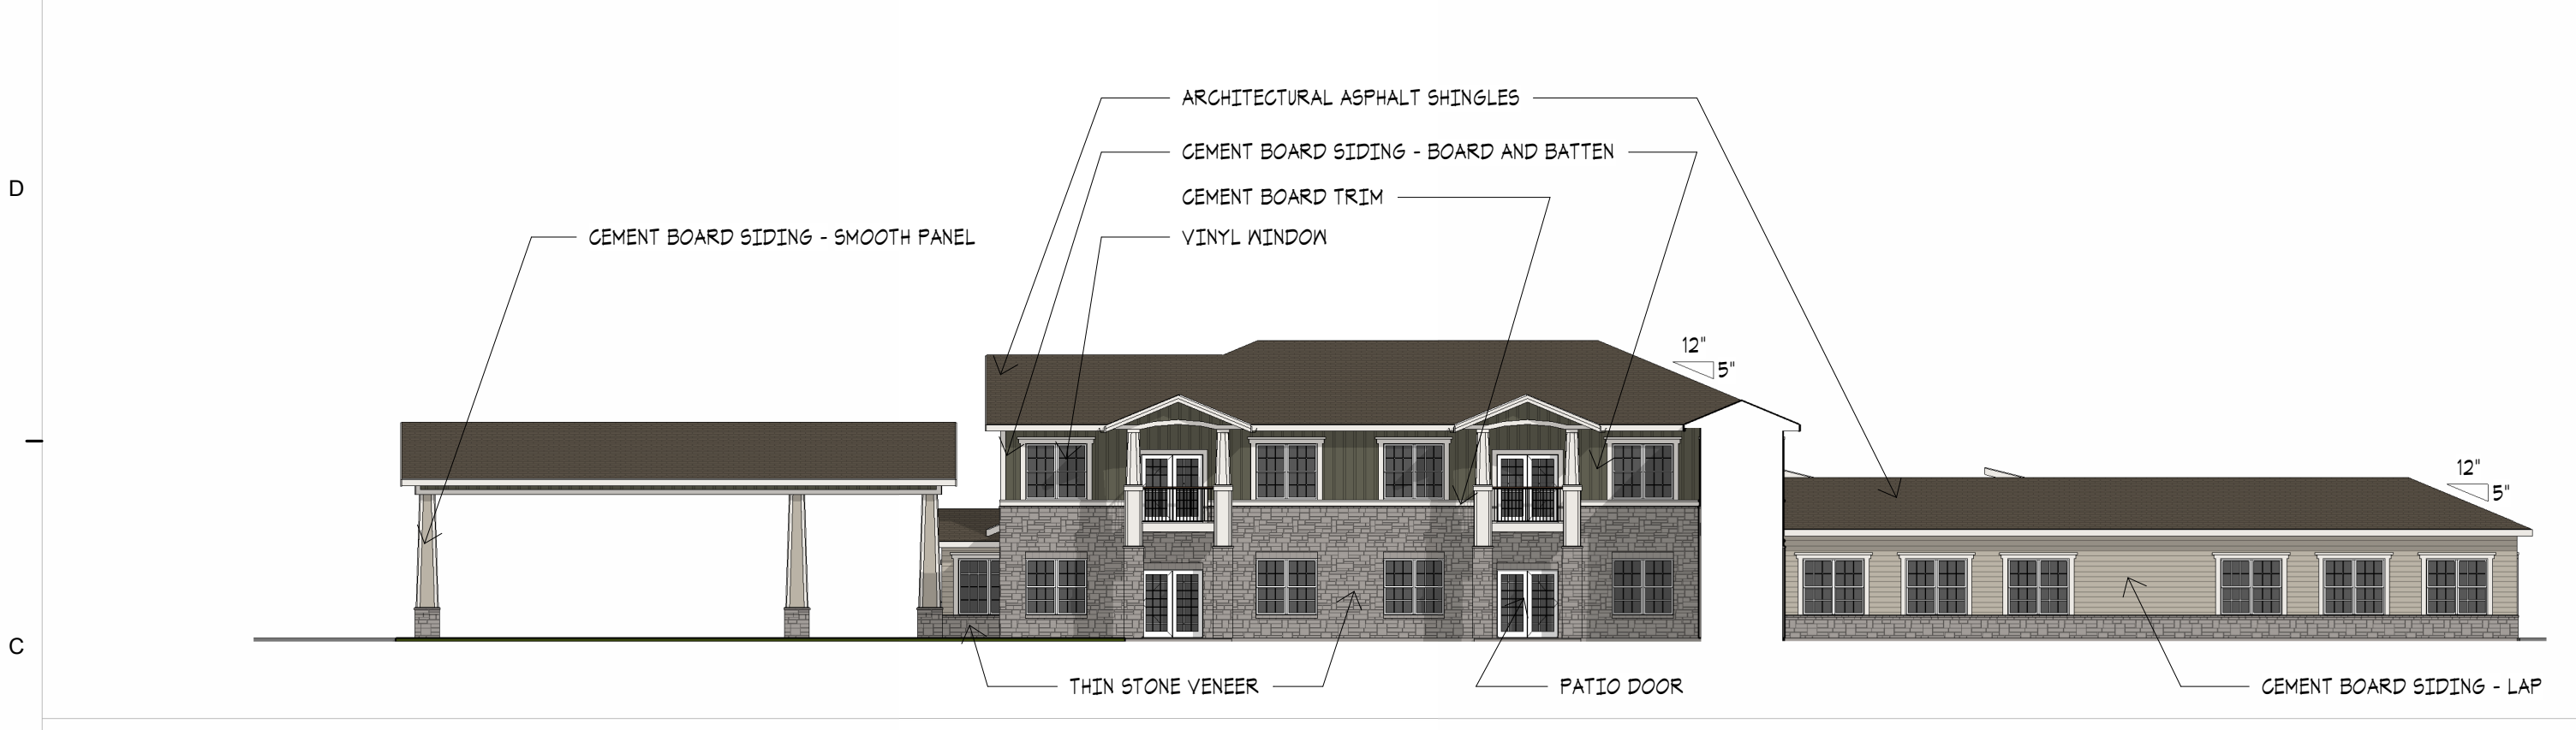 ARCHITECTURAL ASPHALT SHINGLES
CEMENT BOARD SIDING - BOARD AND BATTEN
D
CEMENT BOARD TRIM
CEMENT BOARD SIDING - SMOOTH PANEL
VINYL WINDOW
12"
5"
12"
5"
C
THIN STONE VENEER
PATIO DOOR
CEMENT BOARD SIDING - LAP